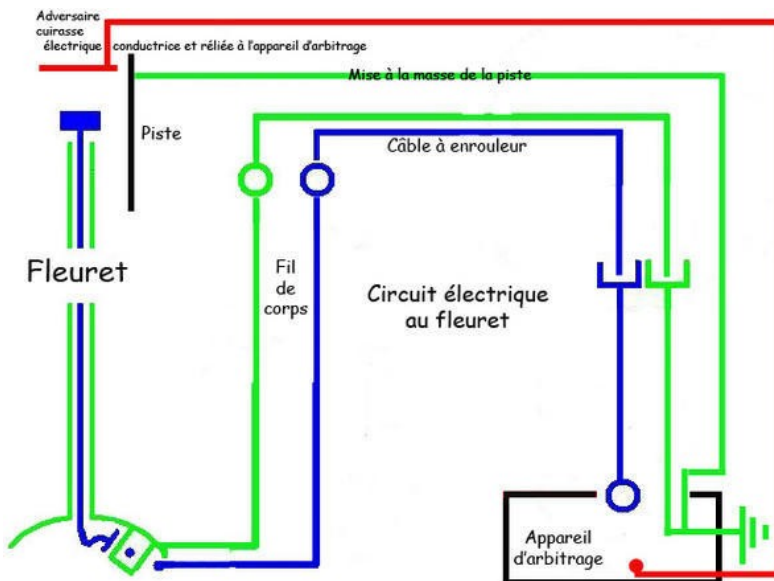 Adversaire
cuirasse
électrique conductrice et réliée à l'appareil d'arbitrage
Mise à la masse de la piste
Piste
Câble à enrouleur
Fleuret
Fil
de
corps
Circuit électrique
au fleuret
Appareil
d'arbitrage